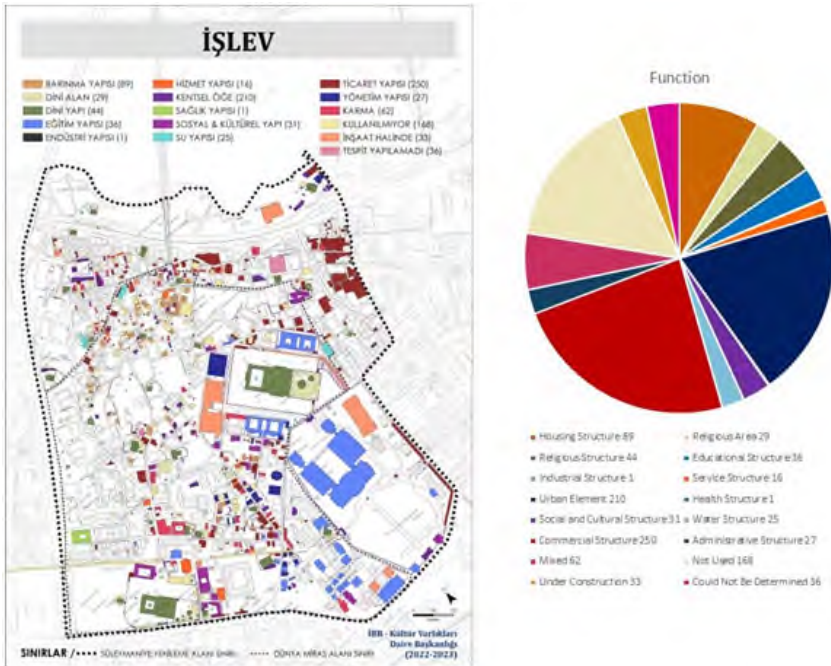 İŞLEV
BARINMA YAPISI (89)
DİNİ ALAN (29)
DİNİ YAPI (44)
EĞİTİM YAPISI (36)
ENDÜSTRİ YAPISI (1)
HİZMET YAPISI (16)
KENTSEL ÖĞE (210)
SAĞLIK YAPISI (1)
SOSYAL & KÜLTÜREL YAPI (31)
SU YAPISI (25)
TİCARET YAPISI (250)
YÖNETİM YAPISI (27)
KARMA (62)
KULLANILMIYOR (168)
İNŞAAT HALİNDE (33)
TESPİT YAPILAMADI (36)
SINIRLAR /
SÜLEYMANİYE YENİLEME ALANI SINIRI
DÜNYA MİRAS ALANI SINIRI
İBB - Kültür Varlıkları
Daire Başkanlığı
(2022-2023)
Function
Housing Structure 89
Religious Area 29
Religious Structure 44
Educational Structure 36
Industrial Structure 1
Service Structure 16
Urban Element 210
Health Structure 1
Social and Cultural Structure 31
Water Structure 25
Commercial Structure 250
Administrative Structure 27
Mixed 62
Not Used 168
Under Construction 33
Could Not Be Determined 36